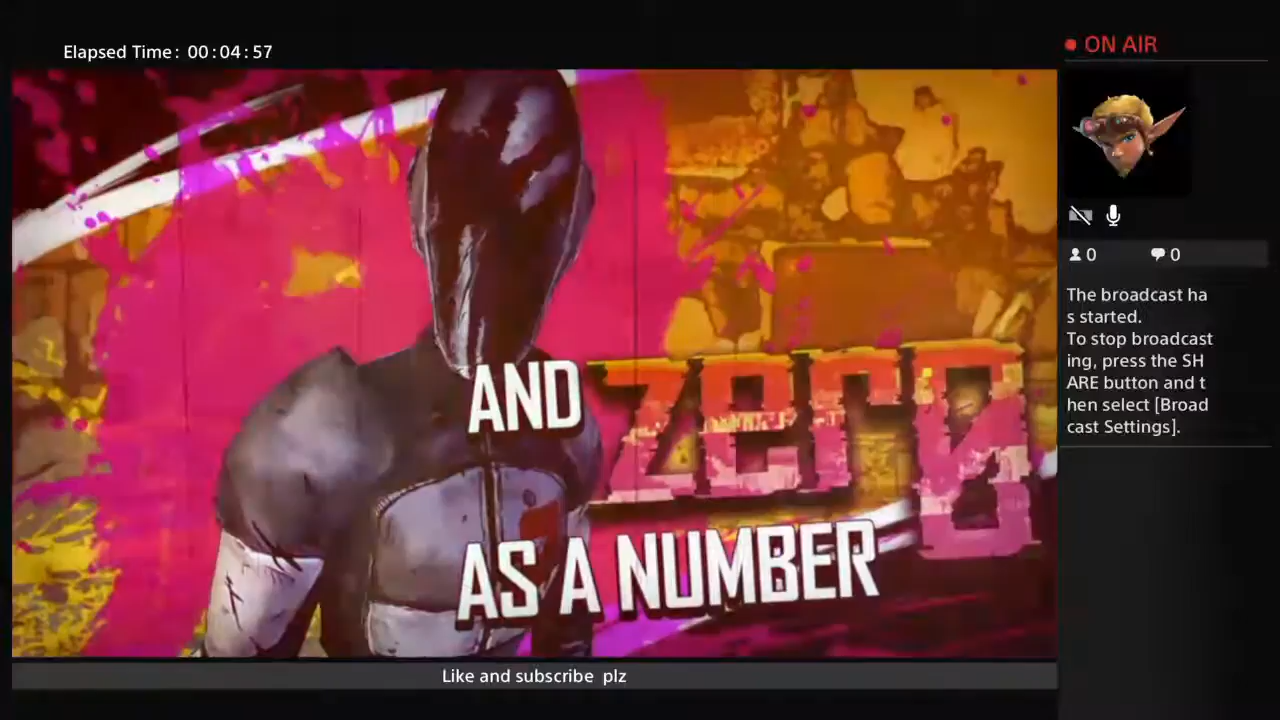 Elapsed Time: 00:04:57
ON AIR
0 0
The broadcast ha
s started.
To stop broadcast
ing, press the SH
ARE button and t
hen select [Broad
cast Settings].
AND zer0
AS A NUMBER
Like and subscribe plz